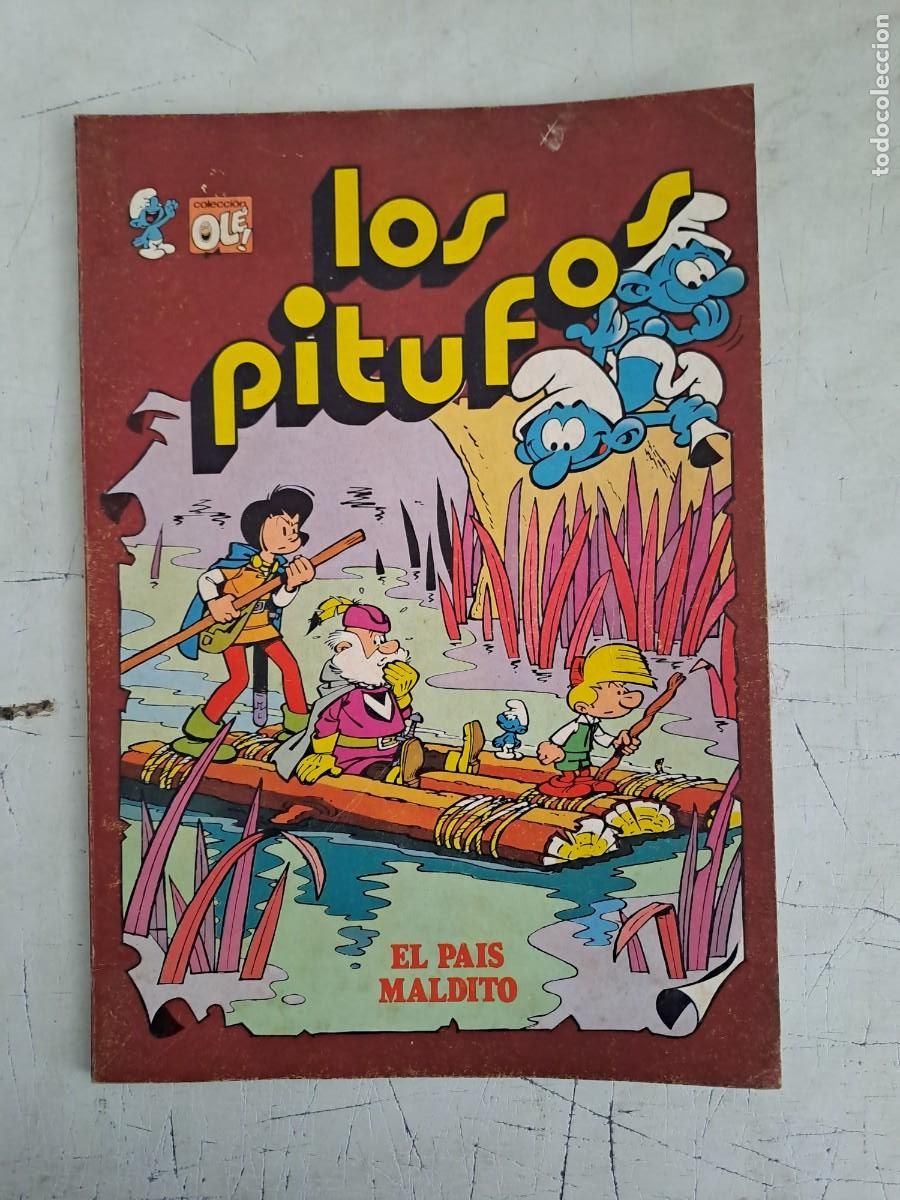 colección
OLÉ!
los
pitufos
EL PAIS
MALDITO
todocoleccion